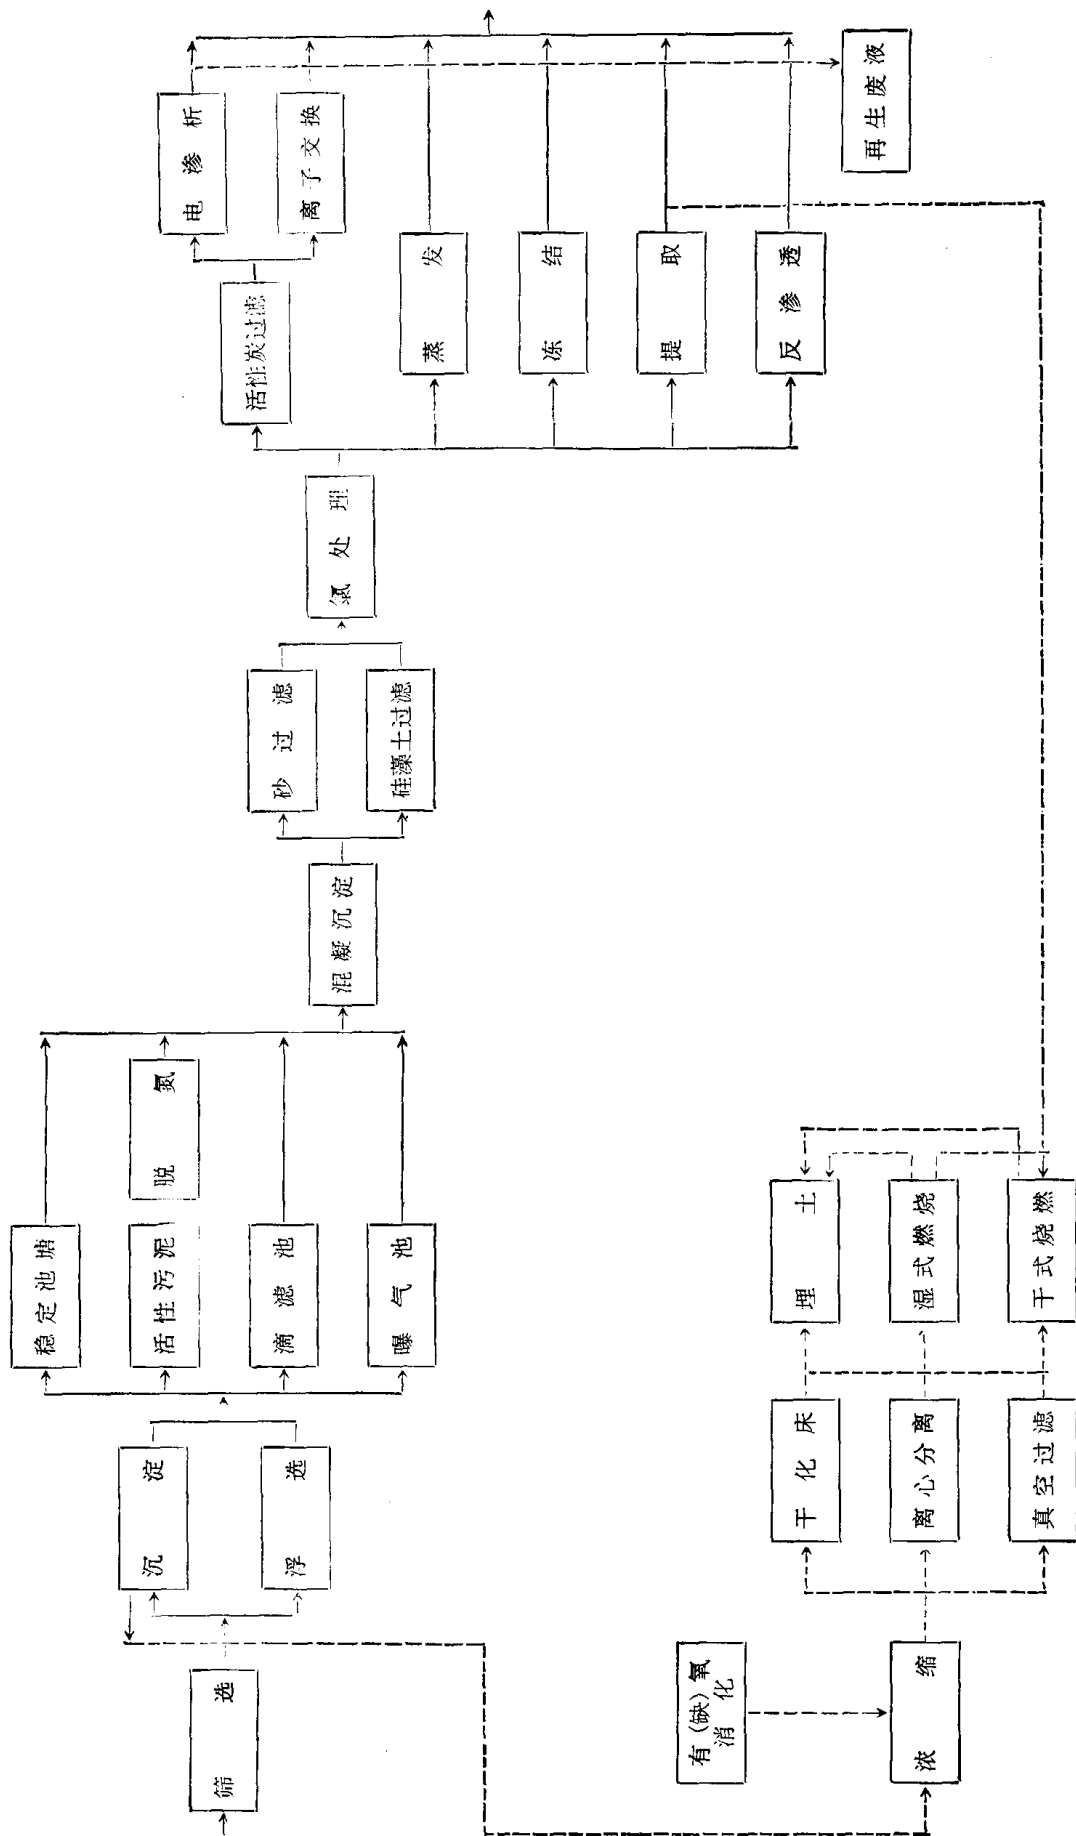 筛选
沉淀
浮选
稳定池塘
活性污泥
滴滤池
曝气池
脱氮
混凝沉淀
砂过滤
硅藻土过滤
氯处理
活性炭过滤
电渗析
离子交换
蒸发
冻结
提取
反渗透
再生废液
有(缺)氧
消化
浓缩
干化床
离心分离
真空过滤
埋土
湿式燃烧
干式烧燃